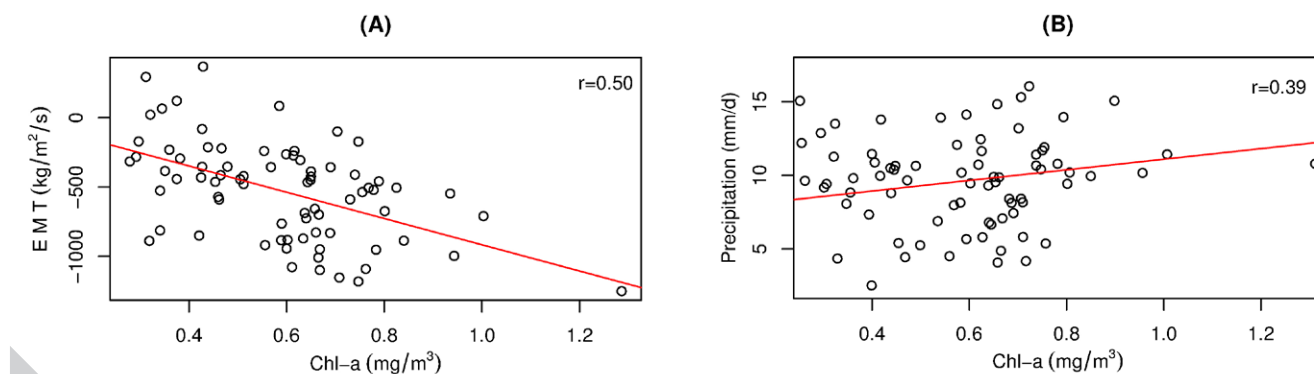 (A)
r=0.50
E M T (kg/m²/s)
0
−500
−1000
0.4 0.6 0.8 1.0 1.2
Chl−a (mg/m³)
(B)
r=0.39
Precipitation (mm/d)
15
10
5
0.4 0.6 0.8 1.0 1.2
Chl−a (mg/m³)